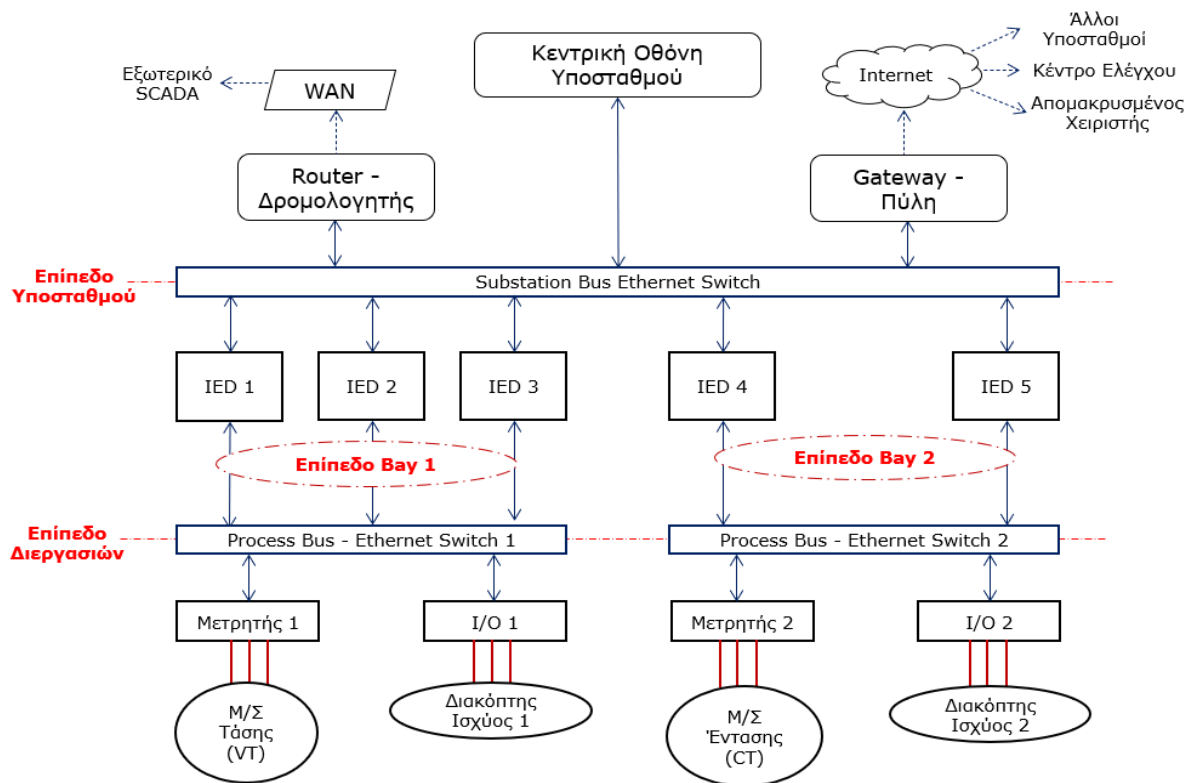 Άλλοι
Υποσταθμοί
Κεντρική Οθόνη
Υποσταθμού
Εξωτερικό
SCADA
WAN
Internet
Κέντρο Ελέγχου
Απομακρυσμένος
Χειριστής
Router -
Δρομολογητής
Gateway -
Πύλη
Επίπεδο
Υποσταθμού
Substation Bus Ethernet Switch
IED 1
IED 2
IED 3
IED 4
IED 5
Επίπεδο Bay 1
Επίπεδο Bay 2
Επίπεδο
Διεργασιών
Process Bus - Ethernet Switch 1
Process Bus - Ethernet Switch 2
Μετρητής 1
I/O 1
Μετρητής 2
I/O 2
Μ/Σ
Τάσης
(VT)
Διακόπτης
Ισχύος 1
Μ/Σ
Έντασης
(CT)
Διακόπτης
Ισχύος 2